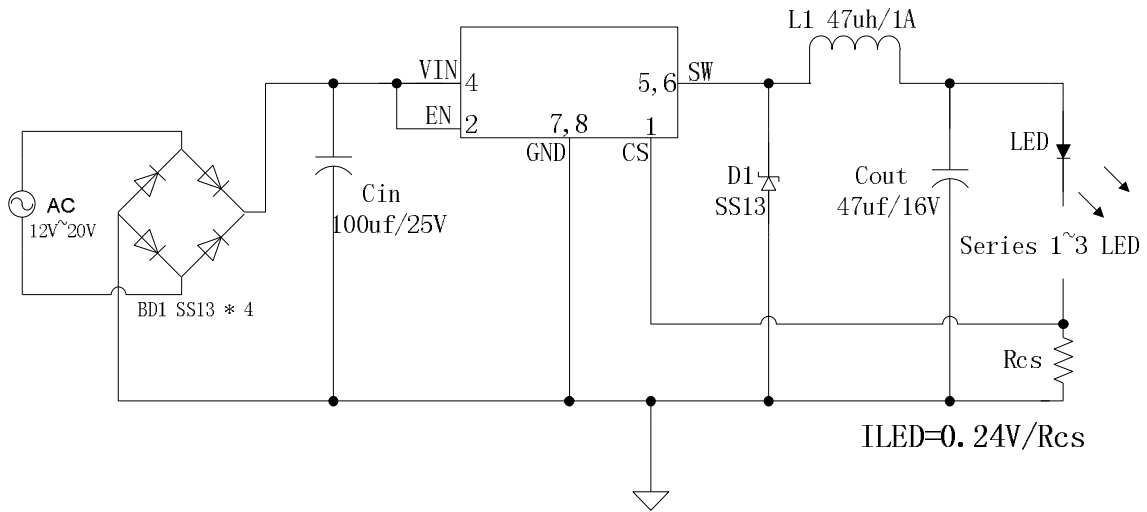 L1 47uh/1A
VIN
4
5,6
SW
EN
2
7,8
1
GND
CS
LED
AC
12V~20V
Cin
100uf/25V
D1
SS13
Cout
47uf/16V
Series 1~3 LED
BD1 SS13 * 4
Rcs
ILED=0.24V/Rcs